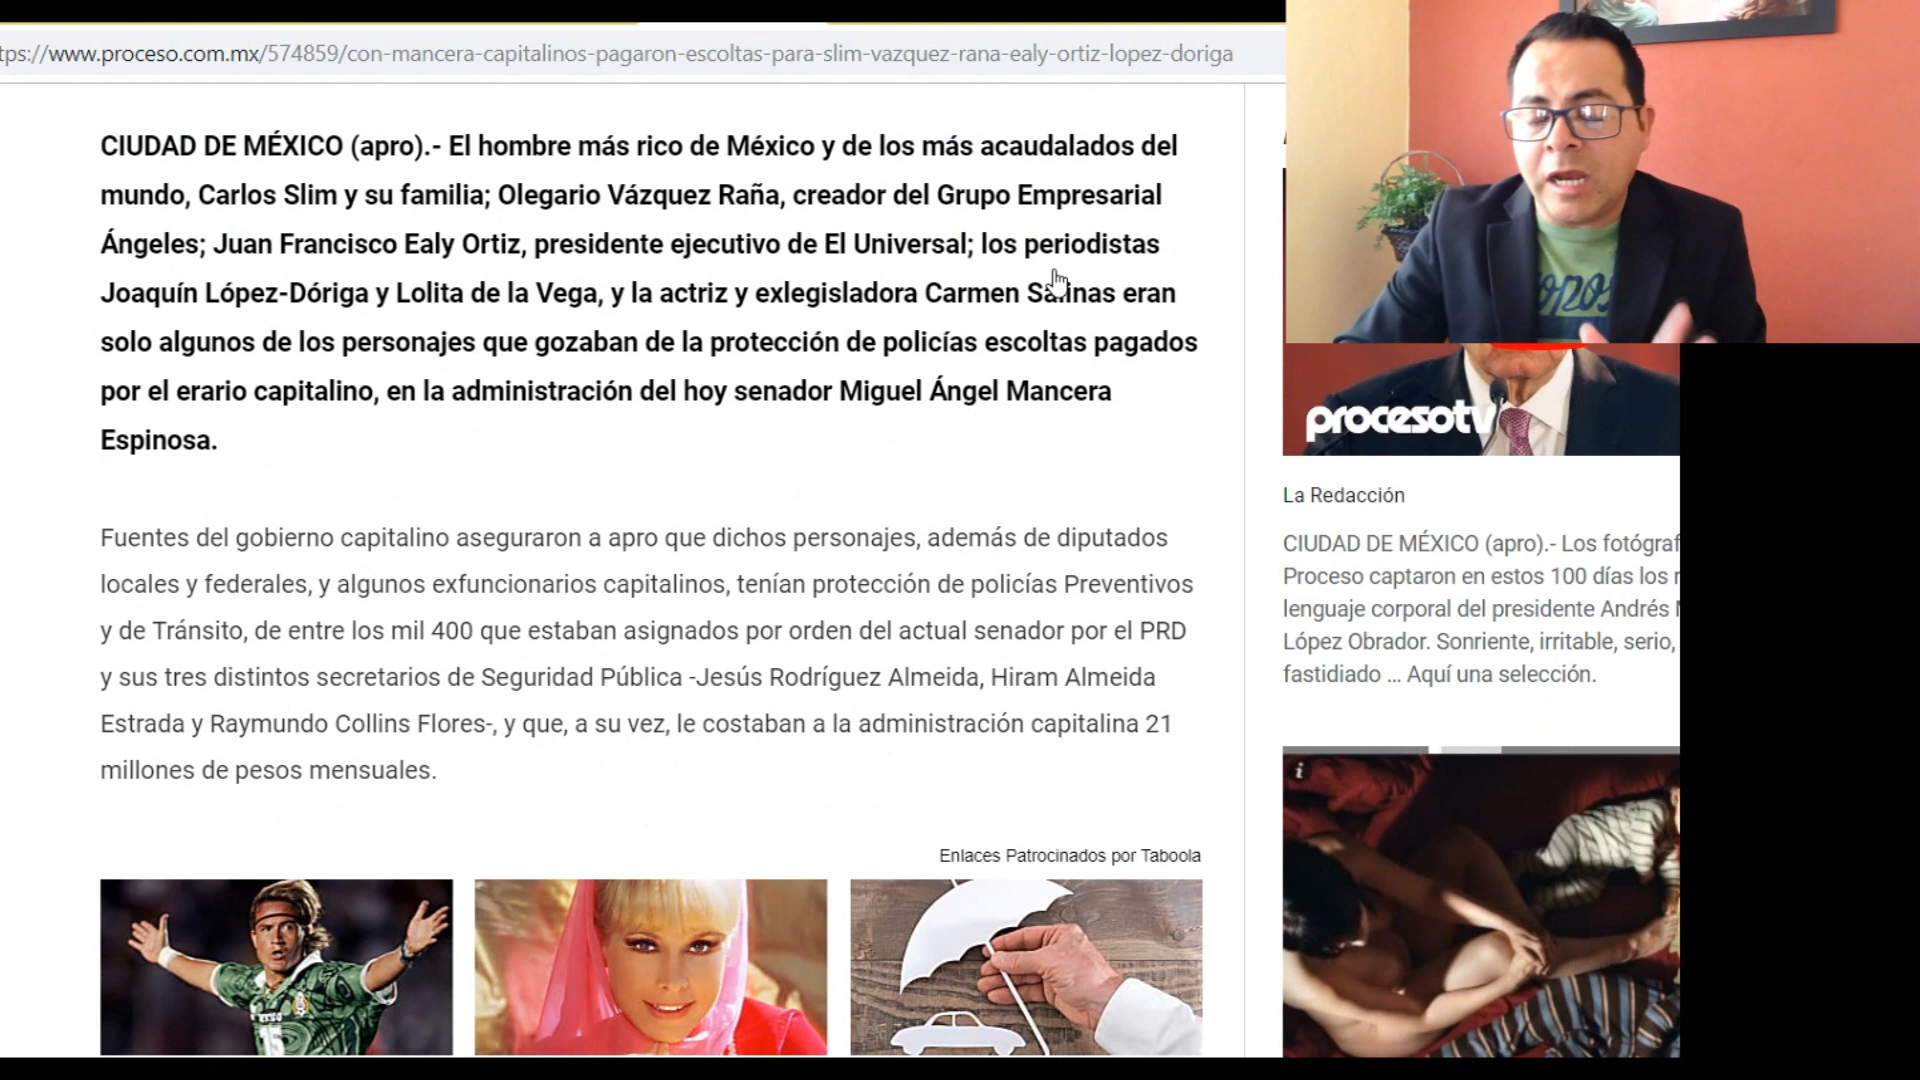 tps://www.proceso.com.mx/574859/con-mancera-capitalinos-pagaron-escoltas-para-slim-vazquez-rana-ealy-ortiz-lopez-doriga
CIUDAD DE MÉXICO (apro).- El hombre más rico de México y de los más acaudalados del
mundo, Carlos Slim y su familia; Olegario Vázquez Raña, creador del Grupo Empresarial
Ángeles; Juan Francisco Ealy Ortiz, presidente ejecutivo de El Universal; los periodistas
Joaquín López-Dóriga y Lolita de la Vega, y la actriz y exlegisladora Carmen Salinas eran
solo algunos de los personajes que gozaban de la protección de policías escoltas pagados
por el erario capitalino, en la administración del hoy senador Miguel Ángel Mancera
Espinosa.
Fuentes del gobierno capitalino aseguraron a apro que dichos personajes, además de diputados
locales y federales, y algunos exfuncionarios capitalinos, tenían protección de policías Preventivos
y de Tránsito, de entre los mil 400 que estaban asignados por orden del actual senador por el PRD
y sus tres distintos secretarios de Seguridad Pública -Jesús Rodríguez Almeida, Hiram Almeida
Estrada y Raymundo Collins Flores-, y que, a su vez, le costaban a la administración capitalina 21
millones de pesos mensuales.
Enlaces Patrocinados por Taboola
procesotv
La Redacción
CIUDAD DE MÉXICO (apro).- Los fotógraf
Proceso captaron en estos 100 días los
lenguaje corporal del presidente Andrés
López Obrador. Sonriente, irritable, serio,
fastidiado ... Aquí una selección.